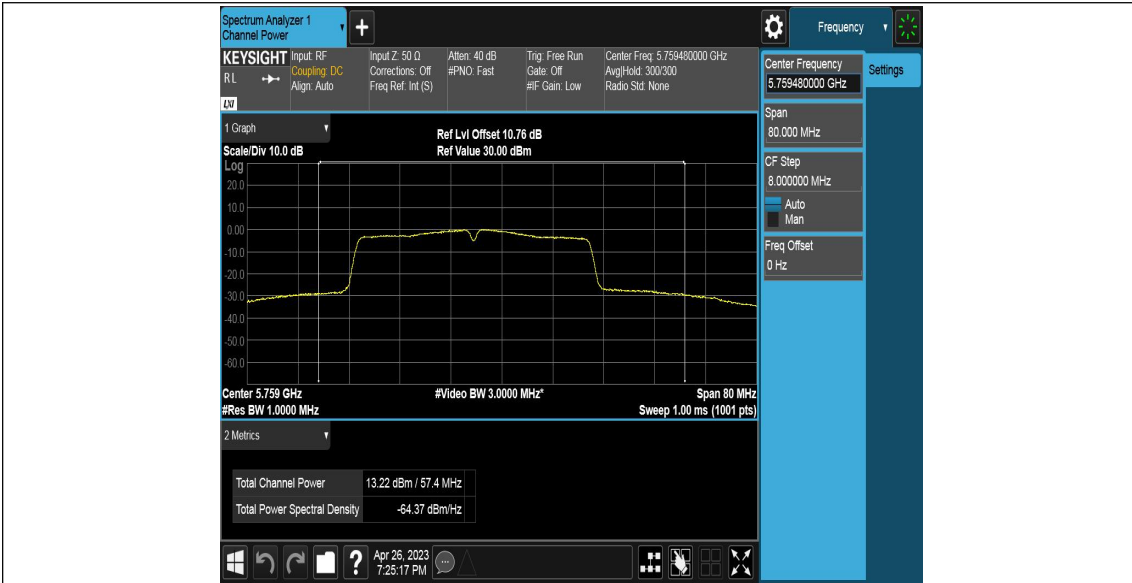 Spectrum Analyzer 1
Channel Power
Frequency
KEYSIGHT
RL
LXI
Input: RF
Coupling: DC
Align: Auto
Input Z: 50 Ω
Corrections: Off
Freq Ref: Int (S)
Atten: 40 dB
#PNO: Fast
Trig: Free Run
Gate: Off
#IF Gain: Low
Center Freq: 5.759480000 GHz
Avg|Hold: 300/300
Radio Std: None
Center Frequency
5.759480000 GHz
Settings
Span
80.000 MHz
CF Step
8.000000 MHz
Auto
Man
Freq Offset
0 Hz
1 Graph
Scale/Div 10.0 dB
Ref Lvl Offset 10.76 dB
Ref Value 30.00 dBm
Log
20.0
10.0
0.00
-10.0
-20.0
-30.0
-40.0
-50.0
-60.0
Center 5.759 GHz
#Video BW 3.0000 MHz*
Span 80 MHz
#Res BW 1.0000 MHz
Sweep 1.00 ms (1001 pts)
2 Metrics
Total Channel Power 13.22 dBm / 57.4 MHz
Total Power Spectral Density -64.37 dBm/Hz
?
Apr 26, 2023
7:25:17 PM